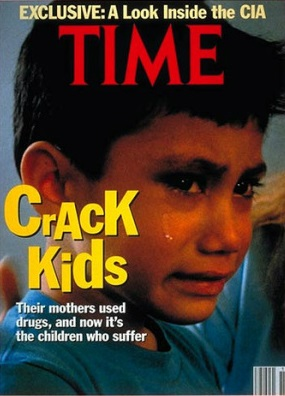 EXCLUSIVE: A Look Inside the CIA
TIME
CrAcK
Kids
Their mothers used
drugs, and now it's
the children who suffer